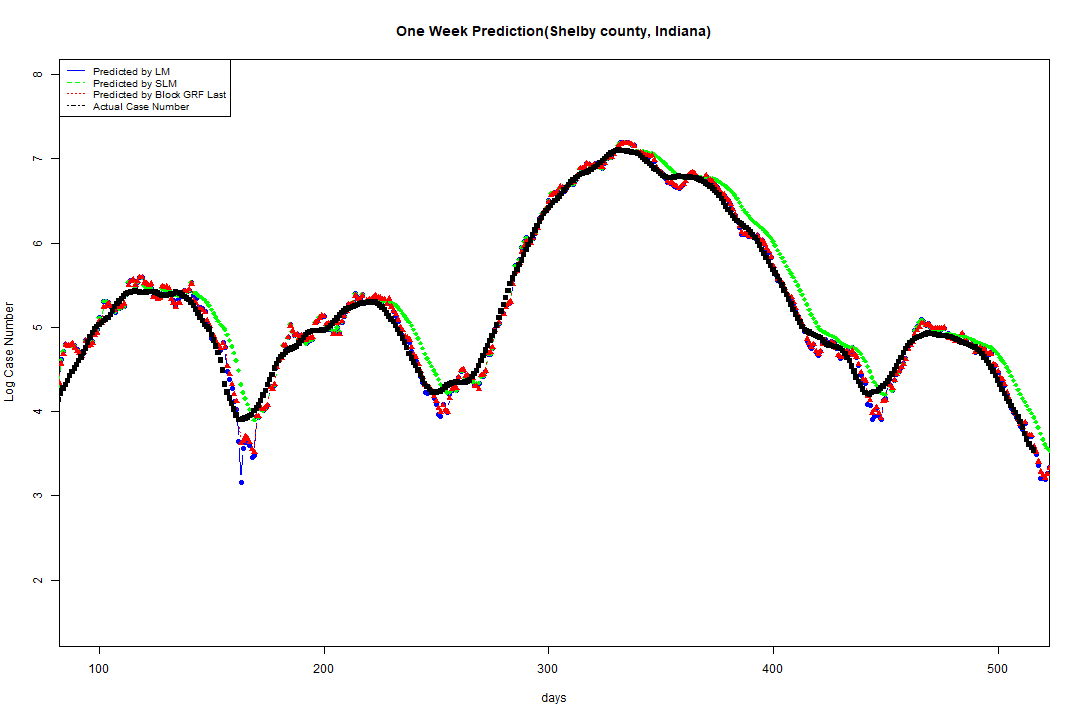 One Week Prediction(Shelby county, Indiana)
Predicted by LM
Predicted by SLM
Predicted by Block GRF Last
Actual Case Number
8
7
6
5
4
3
2
Log Case Number
100 200 300 400 500
days